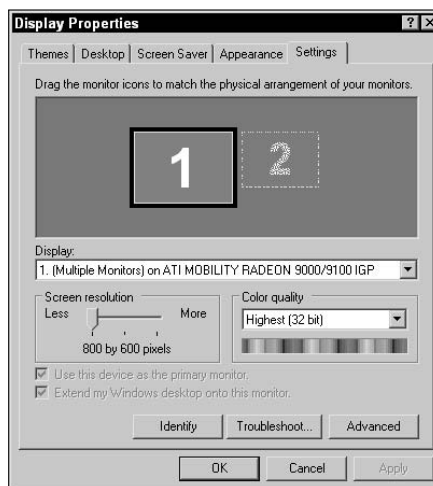 Display Properties
? ×
Themes Desktop Screen Saver Appearance Settings
Drag the monitor icons to match the physical arrangement of your monitors.
1 2
Display:
1. (Multiple Monitors) on ATI MOBILITY RADEON 9000/9100 IGP
Screen resolution
Less More
800 by 600 pixels
Color quality
Highest (32 bit)
Use this device as the primary monitor.
Extend my Windows desktop onto this monitor.
Identify Troubleshoot... Advanced
OK Cancel Apply